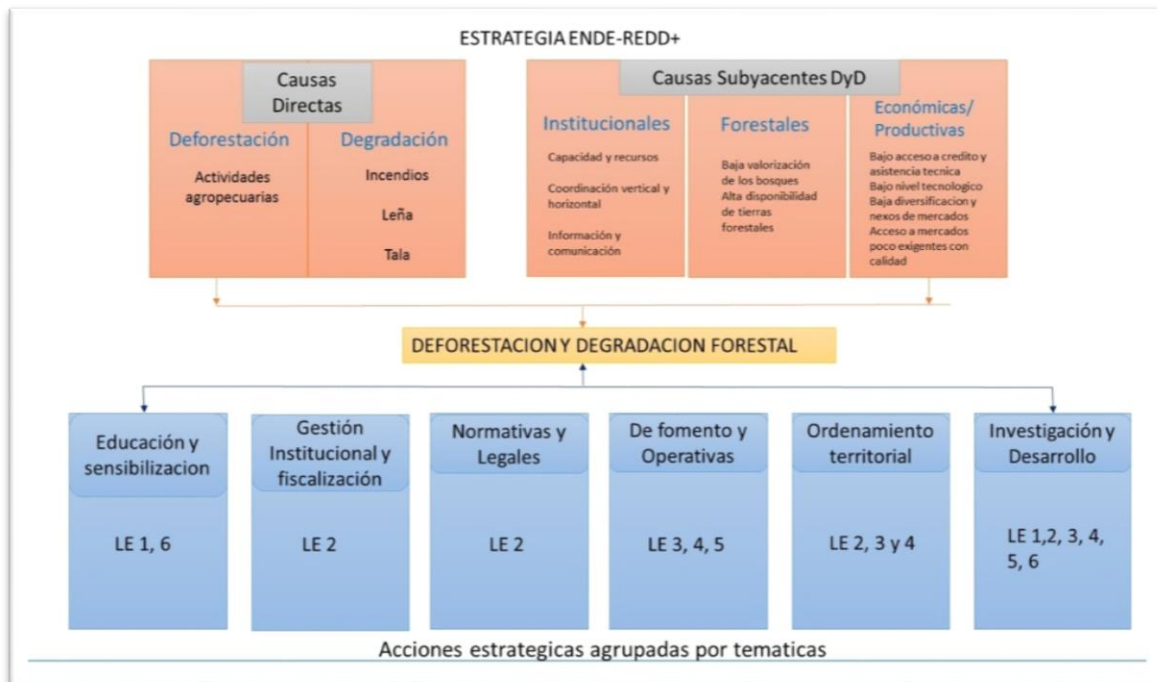 ESTRATEGIA ENDE-REDD+
Causas
Directas
Deforestación
Actividades
agropecuarias
Degradación
Incendios
Leña
Tala
Causas Subyacentes DyD
Institucionales
Capacidad y recursos
Coordinación vertical y
horizontal
Información y
comunicación
Forestales
Baja valorización
de los bosques
Alta disponibilidad
de tierras
forestales
Económicas/
Productivas
Bajo acceso a credito y
asistencia tecnica
Bajo nivel tecnologico
Baja diversificacion y
nexos de mercados
Acceso a mercados
poco exigentes con
calidad
DEFORESTACION Y DEGRADACION FORESTAL
Educación y
sensibilizacion
LE 1, 6
Gestión
Institucional y
fiscalización
LE 2
Normativas y
Legales
LE 2
De fomento y
Operativas
LE 3, 4, 5
Ordenamiento
territorial
LE 2, 3 y 4
Investigación y
Desarrollo
LE 1,2, 3, 4,
5, 6
Acciones estrategicas agrupadas por tematicas